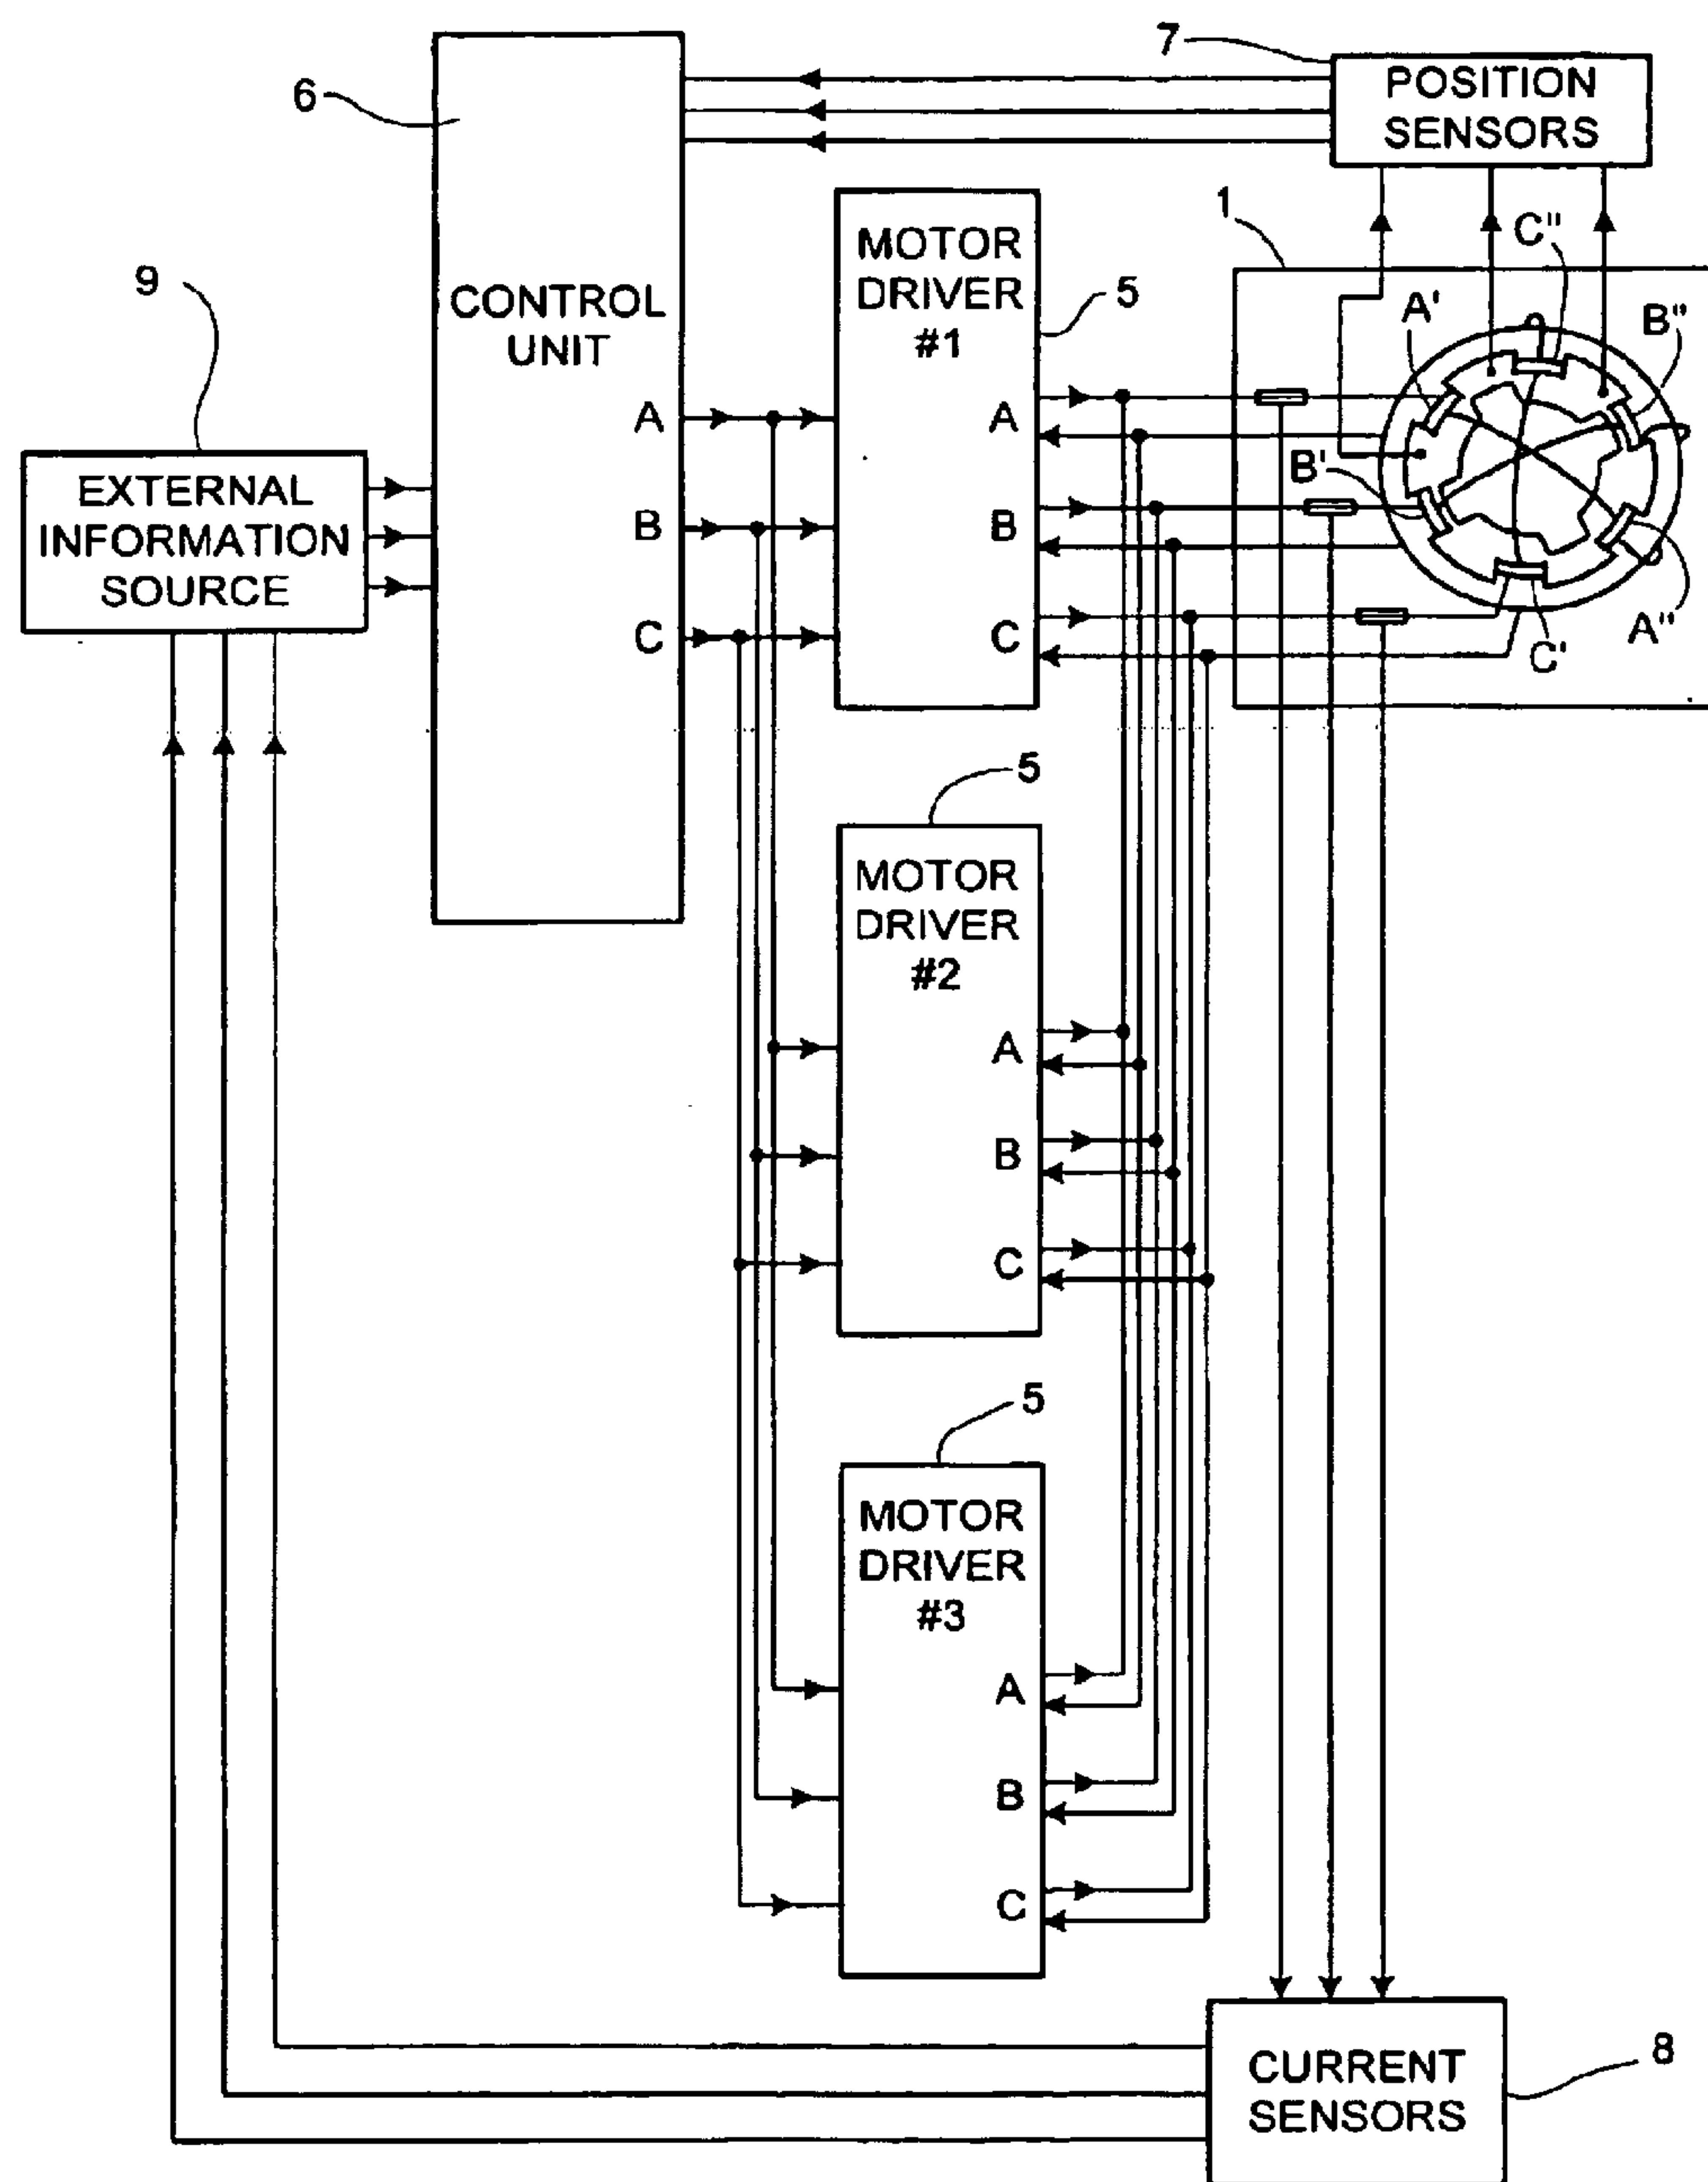 7
POSITION
SENSORS
6
1
C"
MOTOR
DRIVER
#1
5
A'
B"
9
CONTROL
UNIT
A
A
B'
EXTERNAL
INFORMATION
SOURCE
B
B
C
C
C'
A"
5
MOTOR
DRIVER
#2
A
B
C
5
MOTOR
DRIVER
#3
A
B
C
CURRENT
SENSORS
8